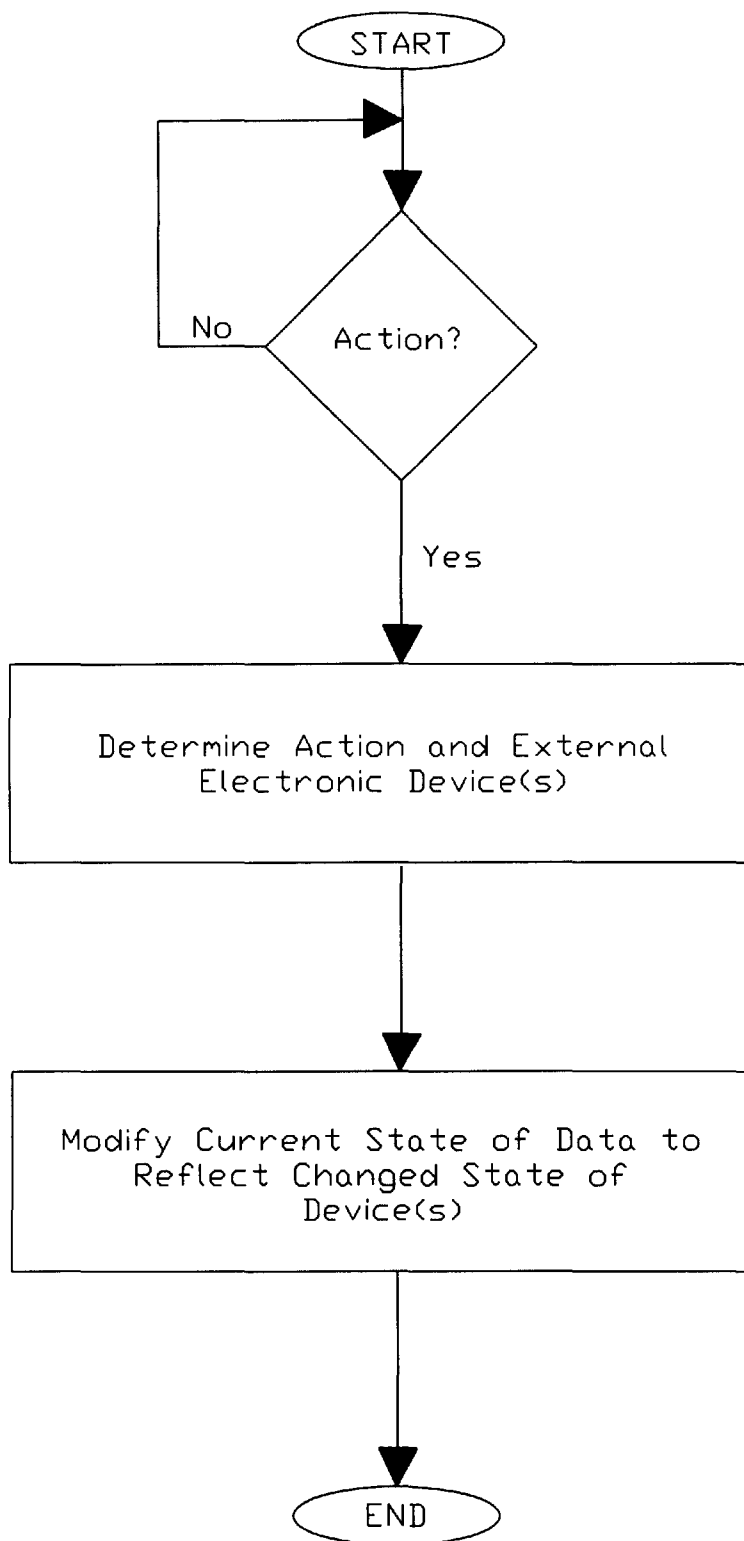 START
Action?
No
Yes
Determine Action and External
Electronic Device(s)
Modify Current State of Data to
Reflect Changed State of
Device(s)
END